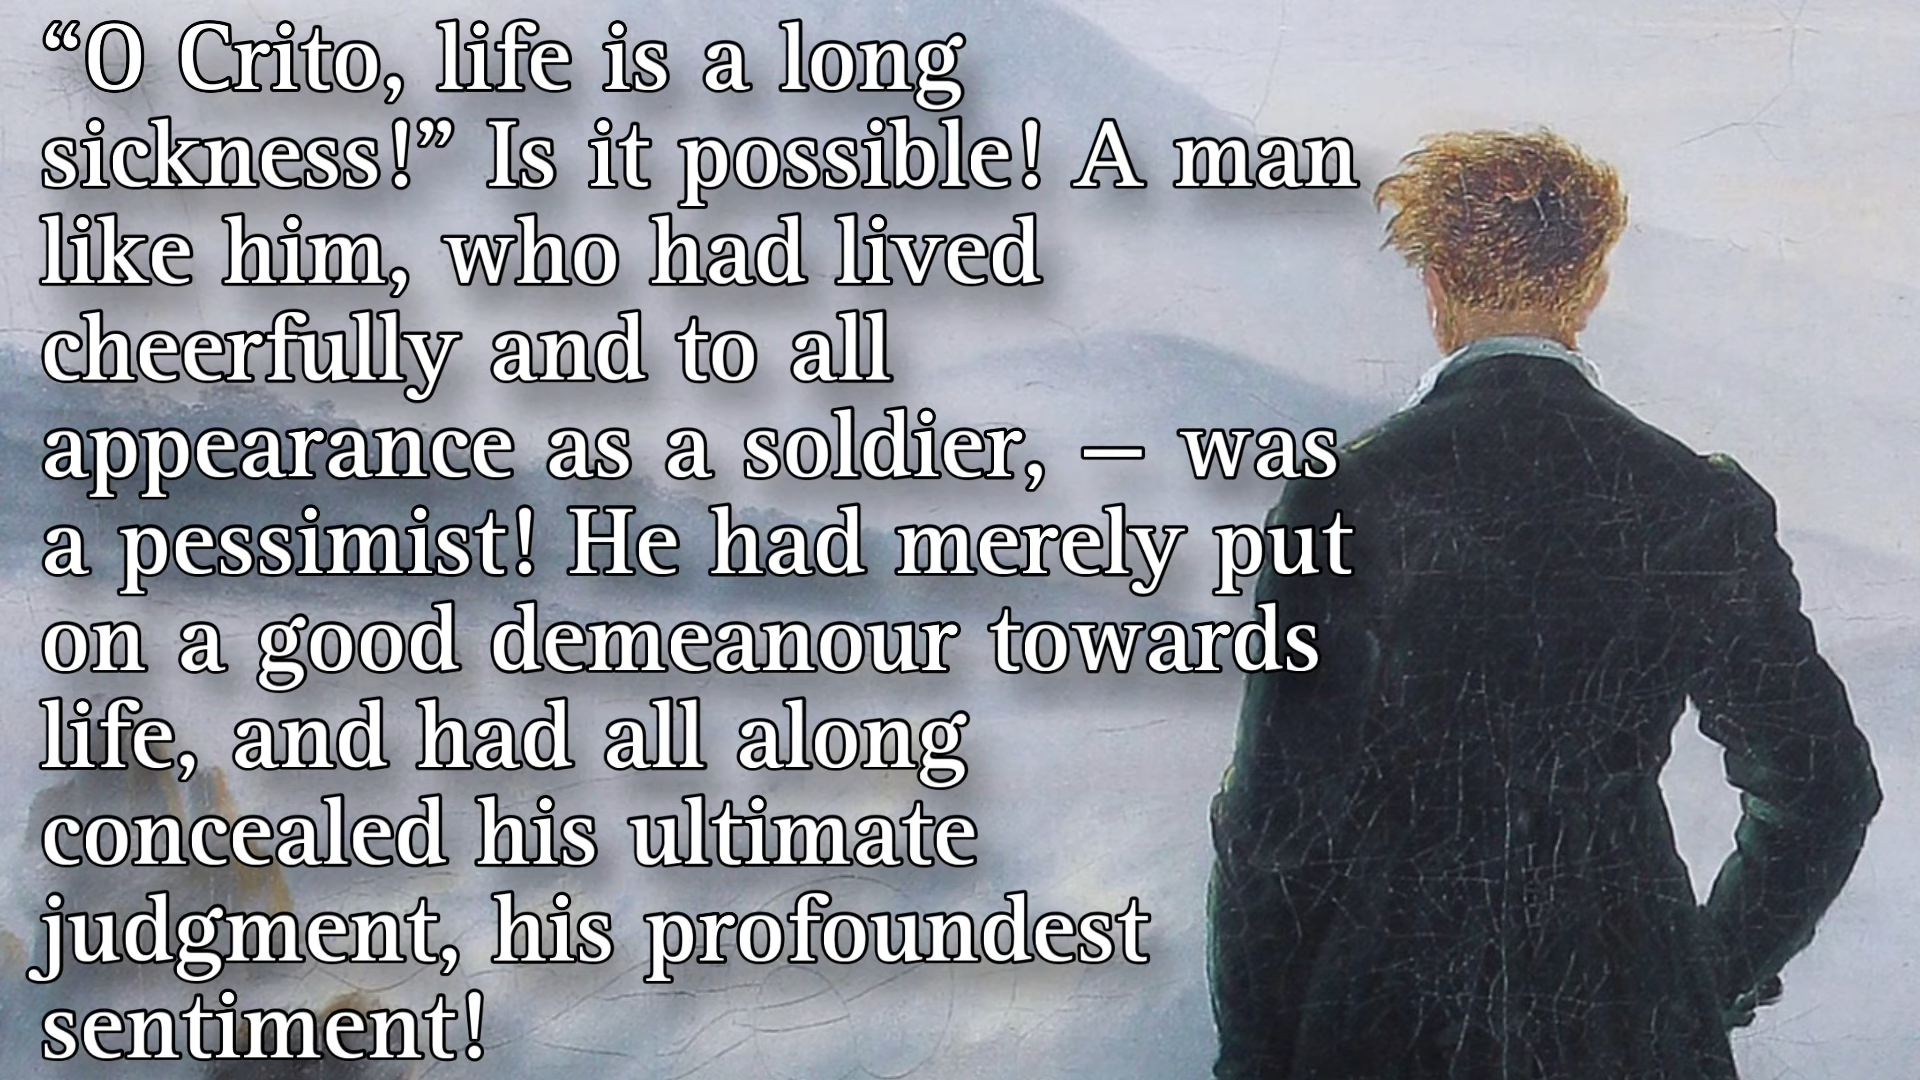 “O Crito, life is a long
sickness!” Is it possible! A man
like him, who had lived
cheerfully and to all
appearance as a soldier, — was
a pessimist! He had merely put
on a good demeanour towards
life, and had all along
concealed his ultimate
judgment, his profoundest
sentiment!